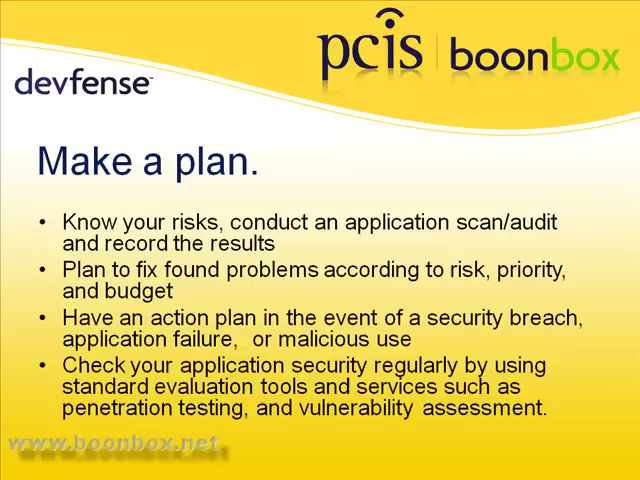 pcis | boonbox
devfense™
Make a plan.
• Know your risks, conduct an application scan/audit
and record the results
• Plan to fix found problems according to risk, priority,
and budget
• Have an action plan in the event of a security breach,
application failure,  or malicious use
• Check your application security regularly by using
standard evaluation tools and services such as
penetration testing, and vulnerability assessment.
www.boonbox.net